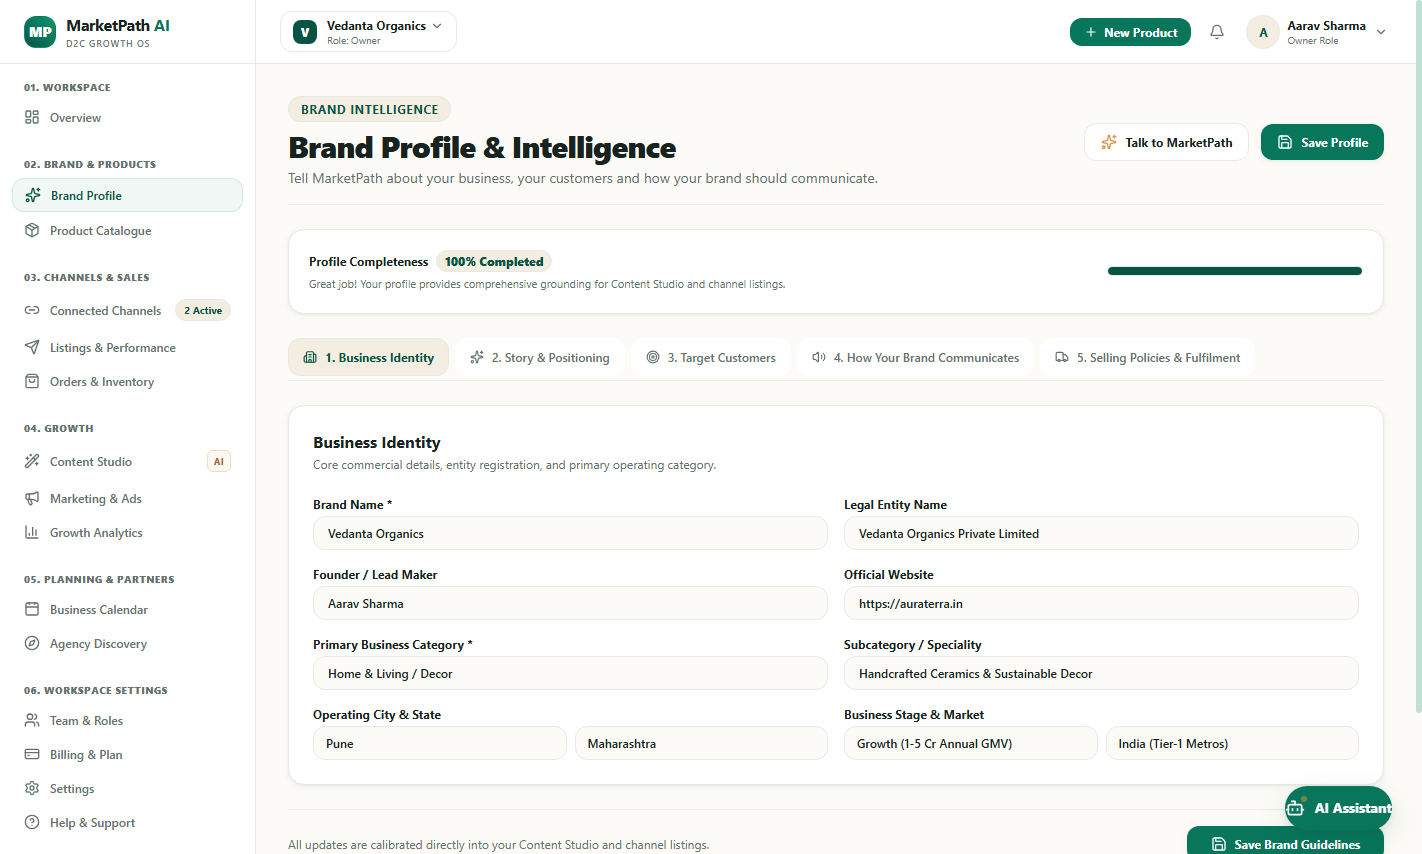 MP
MarketPath AI
D2C GROWTH OS
V
Vedanta Organics
Role: Owner
New Product
A
Aarav Sharma
Owner Role
01. WORKSPACE
Overview
02. BRAND & PRODUCTS
Brand Profile
Product Catalogue
03. CHANNELS & SALES
Connected Channels 2 Active
Listings & Performance
Orders & Inventory
04. GROWTH
Content Studio AI
Marketing & Ads
Growth Analytics
05. PLANNING & PARTNERS
Business Calendar
Agency Discovery
06. WORKSPACE SETTINGS
Team & Roles
Billing & Plan
Settings
Help & Support
BRAND INTELLIGENCE
Brand Profile & Intelligence
Tell MarketPath about your business, your customers and how your brand should communicate.
Talk to MarketPath
Save Profile
Profile Completeness 100% Completed
Great job! Your profile provides comprehensive grounding for Content Studio and channel listings.
1. Business Identity
2. Story & Positioning
3. Target Customers
4. How Your Brand Communicates
5. Selling Policies & Fulfilment
Business Identity
Core commercial details, entity registration, and primary operating category.
Brand Name *
Vedanta Organics
Legal Entity Name
Vedanta Organics Private Limited
Founder / Lead Maker
Aarav Sharma
Official Website
https://auraterra.in
Primary Business Category *
Home & Living / Decor
Subcategory / Speciality
Handcrafted Ceramics & Sustainable Decor
Operating City & State
Pune
Maharashtra
Business Stage & Market
Growth (1-5 Cr Annual GMV)
India (Tier-1 Metros)
AI Assistant
All updates are calibrated directly into your Content Studio and channel listings.
Save Brand Guidelines